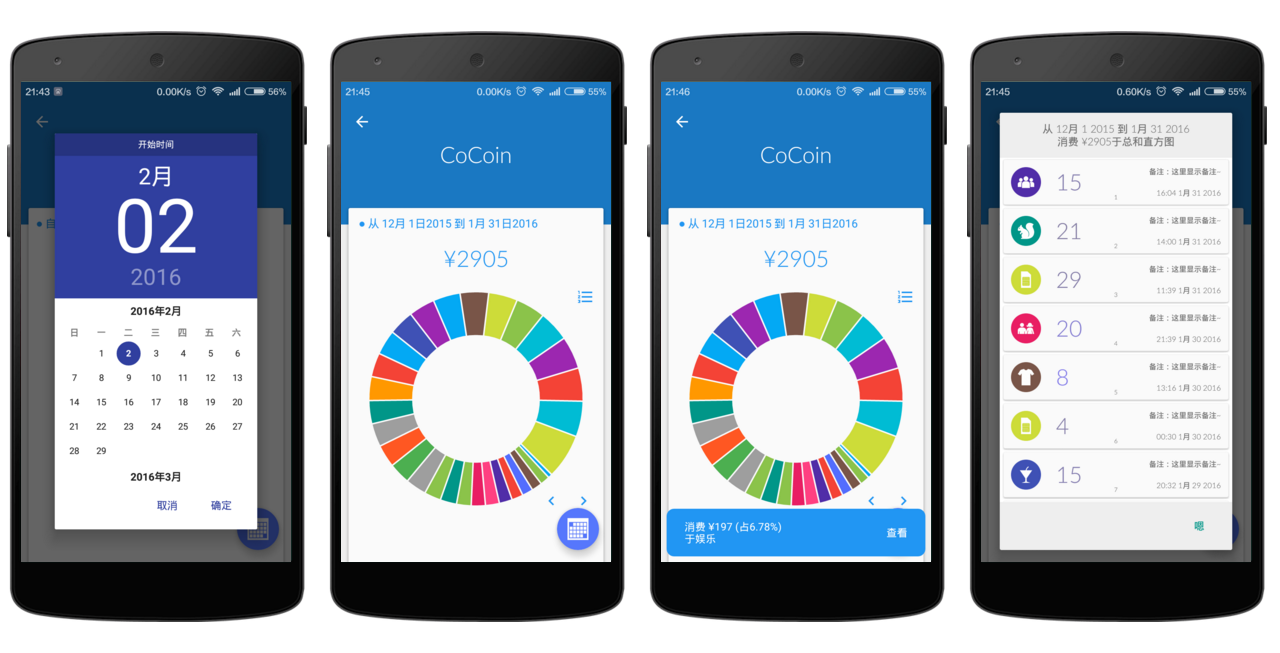 21:43
0.00K/s
56%
开始时间
2月
02
2016
自
2016年2月
日 一 二 三 四 五 六
1 2 3 4 5 6
7 8 9 10 11 12 13
14 15 16 17 18 19 20
21 22 23 24 25 26 27
28 29
2016年3月
取消 确定
21:45
0.00K/s
55%
CoCoin
从 12月 1日2015 到 1月 31日2016
¥2905
21:46
0.00K/s
55%
CoCoin
从 12月 1日2015 到 1月 31日2016
¥2905
消费 ¥197 (占6.78%)
于娱乐
查看
21:45
0.60K/s
55%
从 12月 1 2015 到 1月 31 2016
消费 ¥2905于总和直方图
15
1
备注：这里显示备注~
16:04 1月 31 2016
21
2
备注：这里显示备注~
14:00 1月 31 2016
29
3
备注：这里显示备注~
11:39 1月 31 2016
20
4
备注：这里显示备注~
21:39 1月 30 2016
8
5
备注：这里显示备注~
13:16 1月 30 2016
4
6
备注：这里显示备注~
00:30 1月 30 2016
15
7
备注：这里显示备注~
20:32 1月 29 2016
嗯